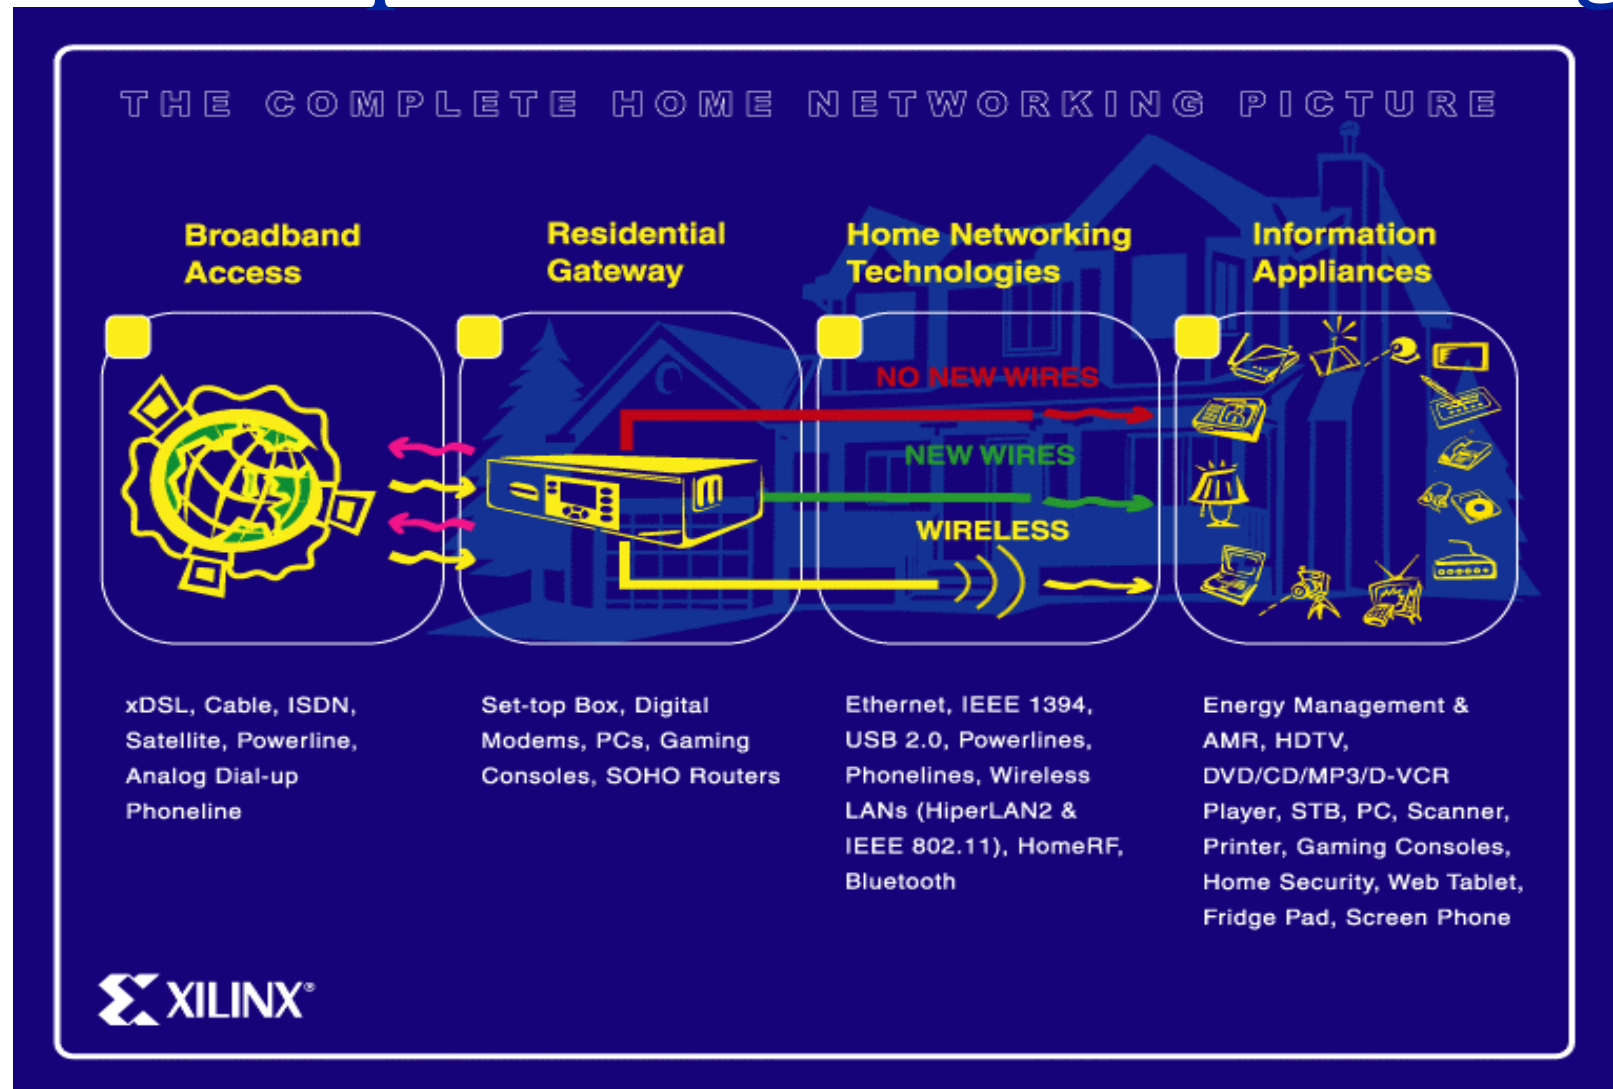 THE COMPLETE HOME NETWORKING PICTURE
Broadband
Access
Residential
Gateway
Home Networking
Technologies
Information
Appliances
NO NEW WIRES
NEW WIRES
WIRELESS
xDSL, Cable, ISDN,
Satellite, Powerline,
Analog Dial-up
Phoneline
Set-top Box, Digital
Modems, PCs, Gaming
Consoles, SOHO Routers
Ethernet, IEEE 1394,
USB 2.0, Powerlines,
Phonelines, Wireless
LANs (HiperLAN2 &
IEEE 802.11), HomeRF,
Bluetooth
Energy Management &
AMR, HDTV,
DVD/CD/MP3/D-VCR
Player, STB, PC, Scanner,
Printer, Gaming Consoles,
Home Security, Web Tablet,
Fridge Pad, Screen Phone
XILINX®